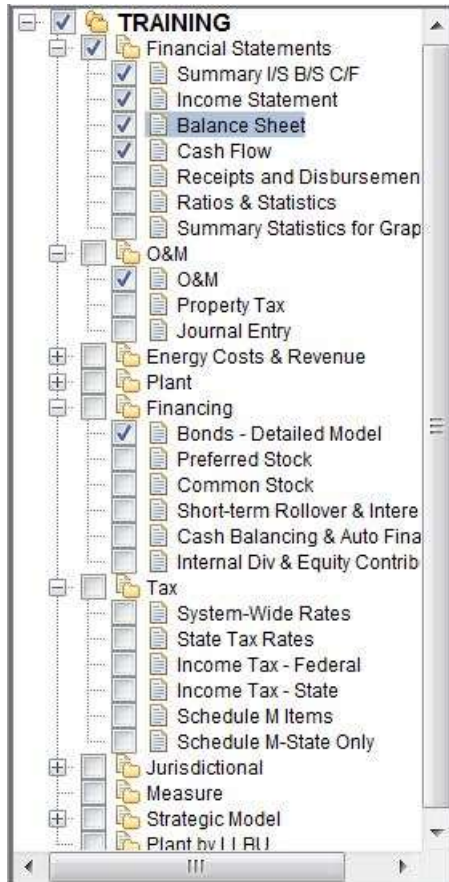 TRAINING
Financial Statements
Summary I/S B/S C/F
Income Statement
Balance Sheet
Cash Flow
Receipts and Disbursemen
Ratios & Statistics
Summary Statistics for Grap
O&M
O&M
Property Tax
Journal Entry
Energy Costs & Revenue
Plant
Financing
Bonds - Detailed Model
Preferred Stock
Common Stock
Short-term Rollover & Intere
Cash Balancing & Auto Fina
Internal Div & Equity Contrib
Tax
System-Wide Rates
State Tax Rates
Income Tax - Federal
Income Tax - State
Schedule M Items
Schedule M-State Only
Jurisdictional
Measure
Strategic Model
Plant by